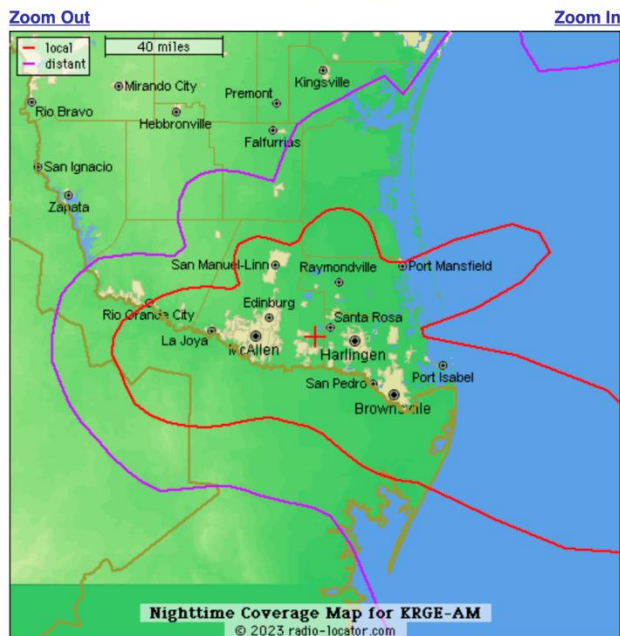 Zoom Out
Zoom In
local
distant
40 miles
Mirando City
Kingsville
Premont
Rio Bravo
Hebbronville
Falfurrias
San Ignacio
Zapata
San Manuel-Linn
Raymondville
Port Mansfield
Rio Grande City
Edinburg
Santa Rosa
La Joya
McAllen
Harlingen
San Pedro
Port Isabel
Brownsville
Nighttime Coverage Map for KRGE-AM
© 2023 radio-locator.com